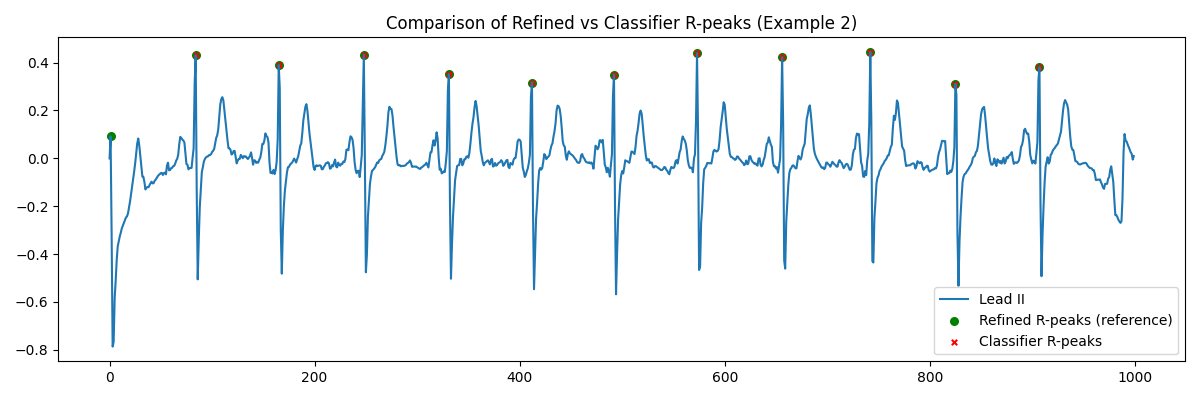 Comparison of Refined vs Classifier R-peaks (Example 2)
0.4
0.2
0.0
−0.2
−0.4
−0.6
−0.8
Lead II
Refined R-peaks (reference)
Classifier R-peaks
0 200 400 600 800 1000